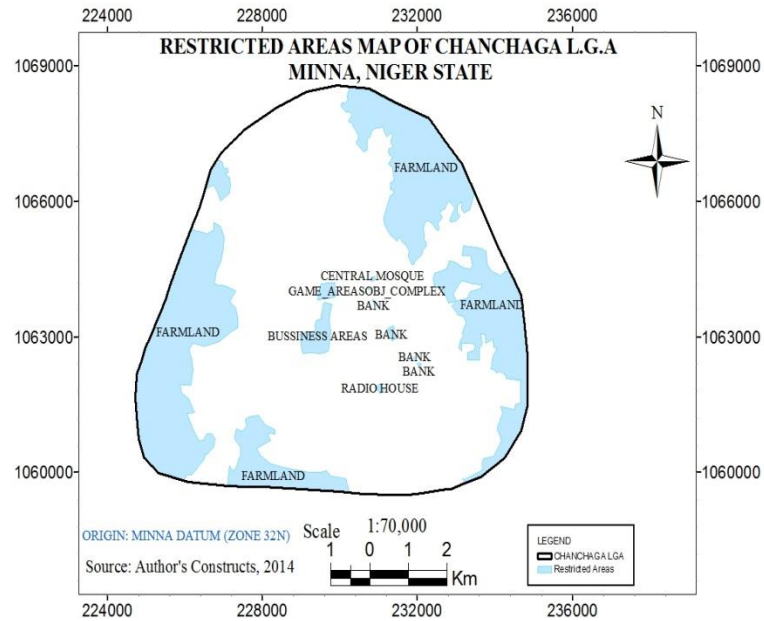 224000 228000 232000 236000
RESTRICTED AREAS MAP OF CHANCHAGA L.G.A
MINNA, NIGER STATE
1069000 1069000
N
FARMLAND
1066000 1066000
CENTRAL MOSQUE
GAME_AREASOBJ_COMPLEX
BANK
FARMLAND
FARMLAND
1063000 1063000
BUSSINESS AREAS
BANK
BANK
BANK
RADIO HOUSE
1060000 1060000
FARMLAND
ORIGIN: MINNA DATUM (ZONE 32N)
Scale 1:70,000
1 0 1 2
Km
Source: Author's Constructs, 2014
LEGEND
CHANCHAGA LGA
Restricted Areas
224000 228000 232000 236000